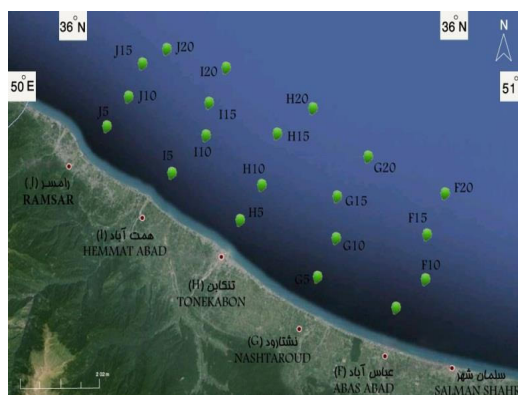 36°N
36°N
N
50°E
51°
J15
J20
I20
J10
I15
H20
J5
I10
H15
I5
G20
H10
G15
F20
H5
G10
F15
G5
F10
رامسر (J)
RAMSAR
همت آباد (I)
HEMMAT ABAD
تنکابن (H)
TONEKABON
نشتارود (G)
NASHTAROUD
عباس آباد (F)
ABAS ABAD
سلمان شهر
SALMAN SHAHR